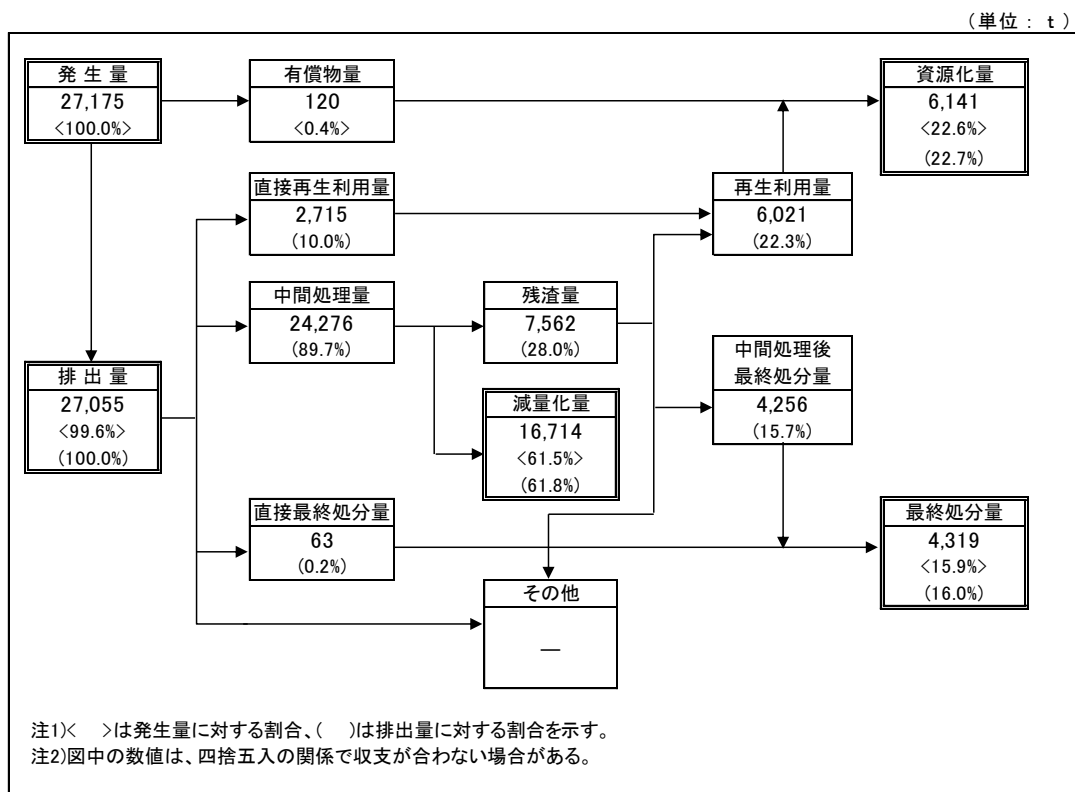 （単位：ｔ）
発 生 量
27,175
<100.0%>
有償物量
120
<0.4%>
資源化量
6,141
<22.6%>
(22.7%)
直接再生利用量
2,715
(10.0%)
再生利用量
6,021
(22.3%)
中間処理量
24,276
(89.7%)
残渣量
7,562
(28.0%)
中間処理後
最終処分量
4,256
(15.7%)
排 出 量
27,055
<99.6%>
(100.0%)
減量化量
16,714
<61.5%>
(61.8%)
直接最終処分量
63
(0.2%)
最終処分量
4,319
<15.9%>
(16.0%)
その他
―
注1)<　>は発生量に対する割合、(　)は排出量に対する割合を示す。
注2)図中の数値は、四捨五入の関係で収支が合わない場合がある。